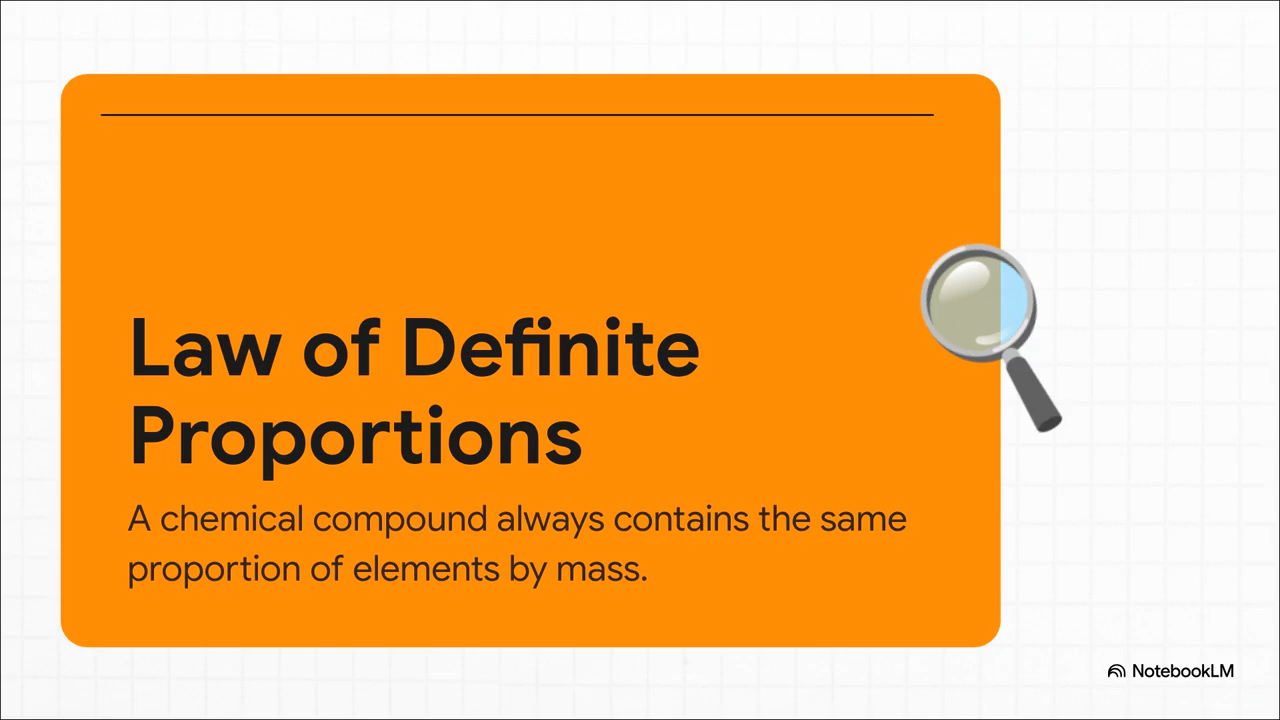 Law of Definite
Proportions
A chemical compound always contains the same
proportion of elements by mass.
NotebookLM